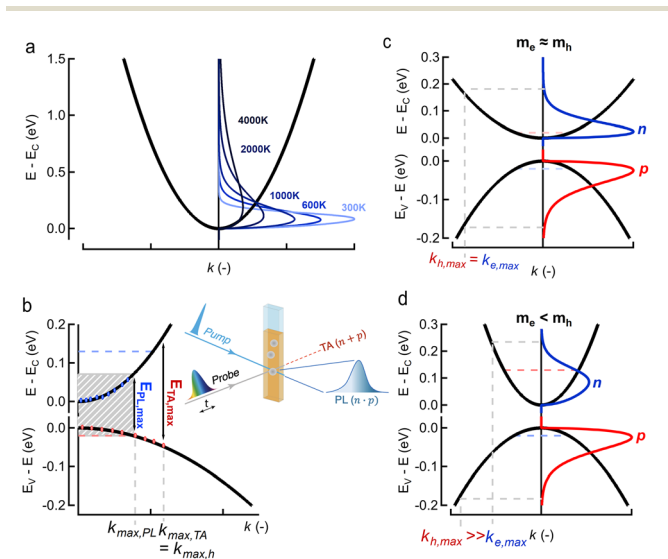 a
1.5
1.0
0.5
0.0
E - E_C (eV)
4000K
2000K
1000K
600K
300K
k (-)
b
0.2
0.1
0.0
E - E_C (eV)
0.0
-0.1
-0.2
E_V - E (eV)
E_PL,max
E_TA,max
k_max,PL k_max,TA
= k_max,h
k (-)
Pump
Probe
t
TA (n + p)
PL (n · p)
c
m_e ≈ m_h
0.3
0.2
0.1
0.0
E - E_C (eV)
n
0.0
-0.1
-0.2
E_V - E (eV)
p
k_h,max = k_e,max
k (-)
d
m_e < m_h
0.3
0.2
0.1
0.0
E - E_C (eV)
n
0.0
-0.1
-0.2
E_V - E (eV)
p
k_h,max >> k_e,max
k (-)